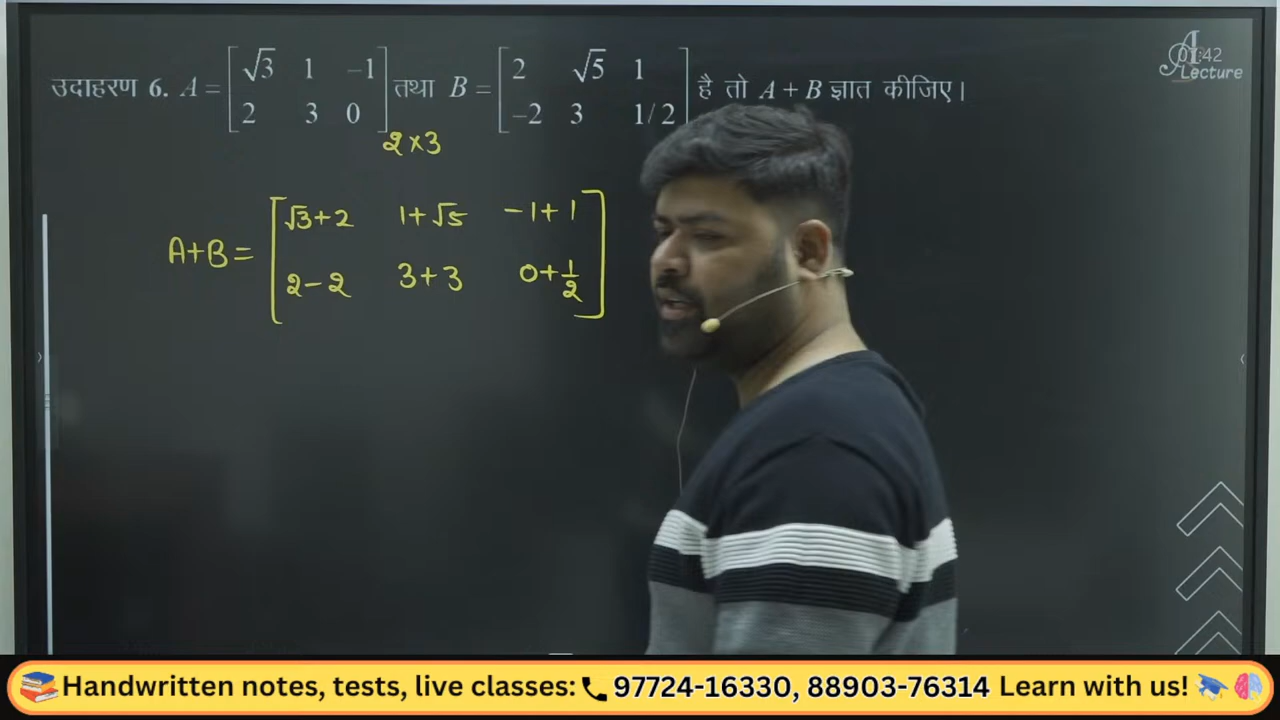 उदाहरण 6. A = [√3 1 −1; 2 3 0] तथा B = [2 √5 1; −2 3 1/2] है तो A + B ज्ञात कीजिए।
07:42
A Lecture
2×3
A+B = [√3+2 1+√5 −1+1; 2−2 3+3 0+1/2]
Handwritten notes, tests, live classes: 97724-16330, 88903-76314 Learn with us!